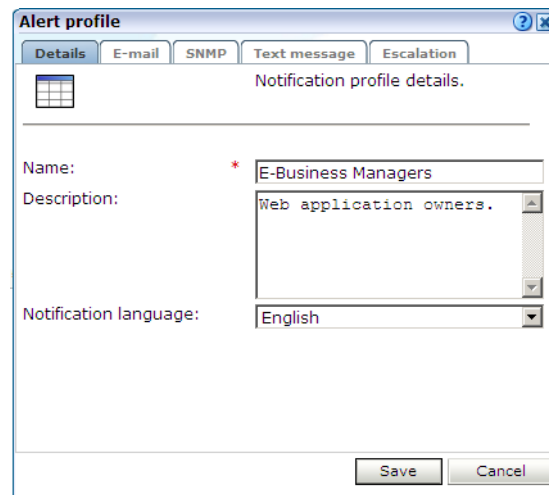 Alert profile
Details E-mail SNMP Text message Escalation
Notification profile details.
Name: * E-Business Managers
Description: Web application owners.
Notification language: English
Save Cancel